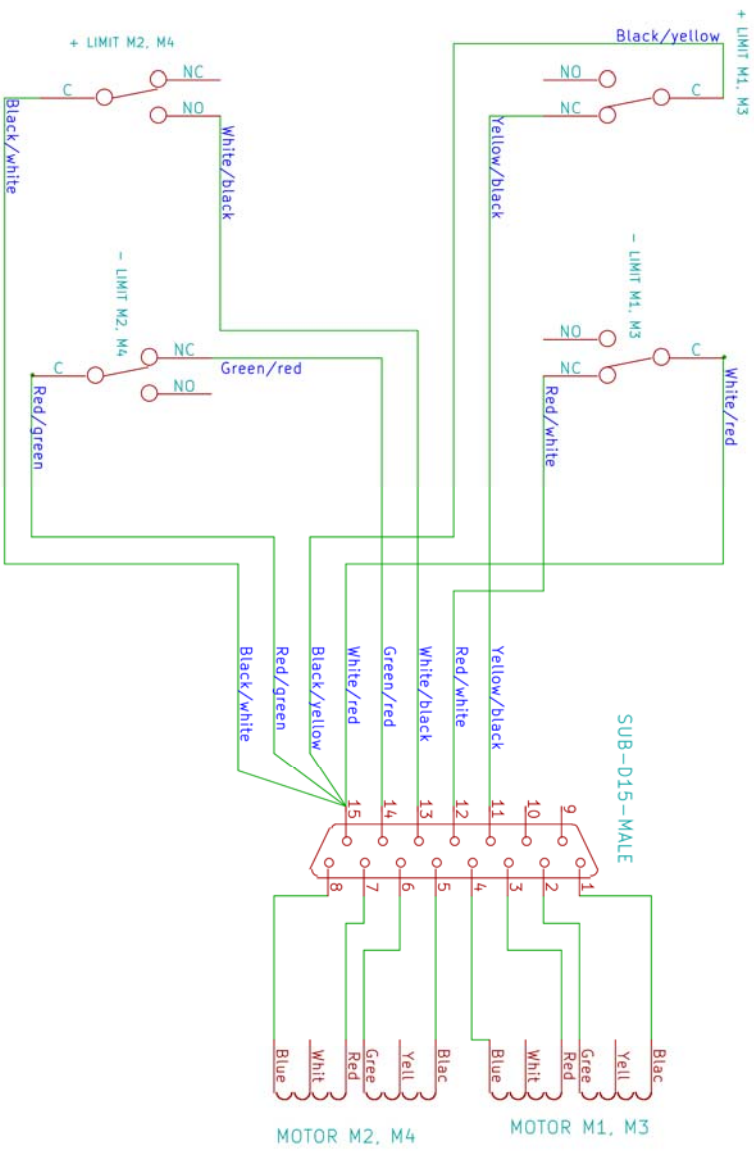 + LIMIT M2, M4
NC
C
NO
Black/white
White/black
Black/yellow
+ LIMIT M1, M3
NO
C
NC
Yellow/black
- LIMIT M2, M4
NC
C
NO
Green/red
Red/green
- LIMIT M1, M3
NO
C
NC
Red/white
White/red
Black/white
Red/green
Black/yellow
White/red
Green/red
White/black
Red/white
Yellow/black
SUB-D15-MALE
15
14
13
12
11
10
9
8
7
6
5
4
3
2
1
Blue
Whit
Red
Gree
Yell
Blac
Blue
Whit
Red
Gree
Yell
Blac
MOTOR M2, M4
MOTOR M1, M3